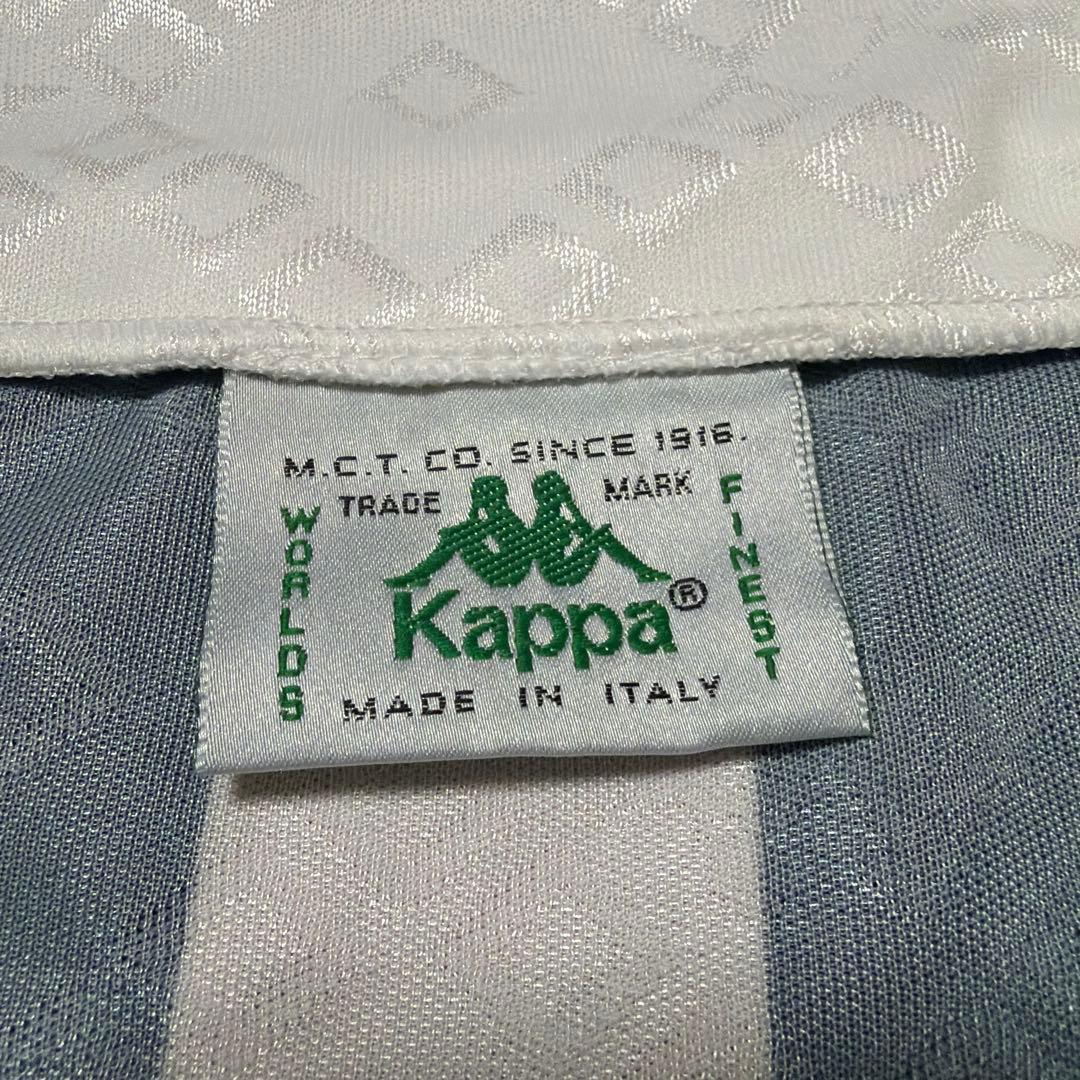 M.C.T. CO. SINCE 1916.
TRADE MARK
WORLDS
FINEST
Kappa®
MADE IN ITALY